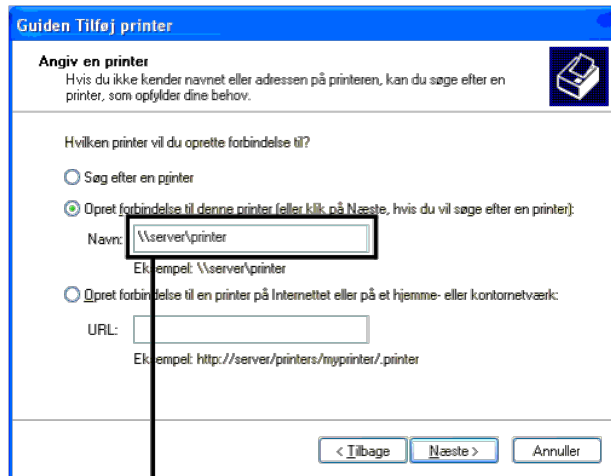 Guiden Tilføj printer
Angiv en printer
Hvis du ikke kender navnet eller adressen på printeren, kan du søge efter en
printer, som opfylder dine behov.
Hvilken printer vil du oprette forbindelse til?
Søg efter en printer
Opret forbindelse til denne printer (eller klik på Næste, hvis du vil søge efter en printer):
Navn: \\server\printer
Eksempel: \\server\printer
Opret forbindelse til en printer på Internettet eller på et hjemme- eller kontornetværk:
URL:
Eksempel: http://server/printers/myprinter/.printer
< Tilbage Næste > Annuller